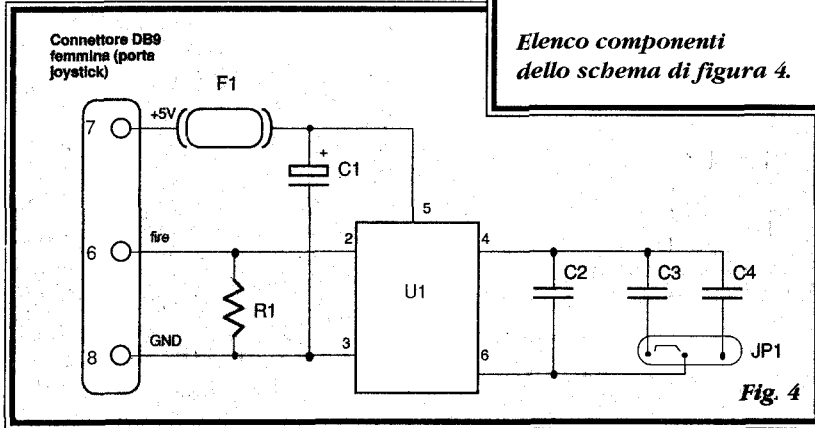 Elenco componenti
dello schema di figura 4.
Connettore DB9
femmina (porta
joystick)
F1
7
+5V
+
C1
5
6
fire
2
4
U1
C2
C3
C4
R1
8
GND
3
6
JP1
Fig. 4